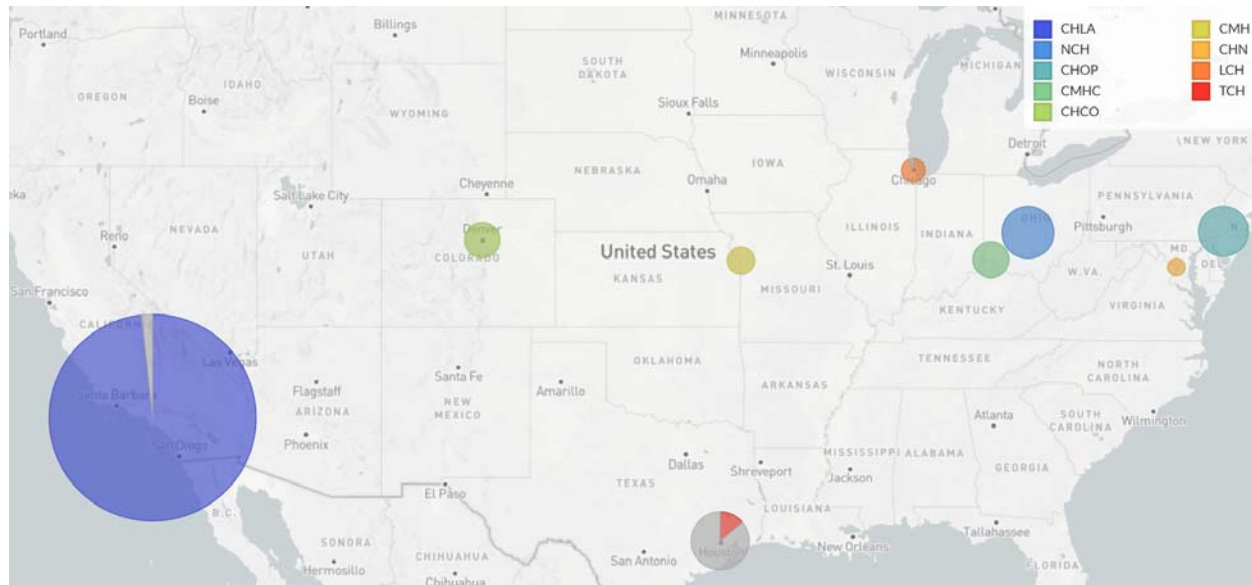 MINNESOTA
Portland
Billings
Minneapolis
SOUTH
DAKOTA
WISCONSIN
MICHIGAN
CHLA
NCH
CHOP
CMHC
CHCO
CMH
CHN
LCH
TCH
OREGON
IDAHO
Boise
WYOMING
Sioux Falls
Detroit
NEW YORK
eka
Salt Lake City
Cheyenne
NEBRASKA
IOWA
Omaha
Chicago
PENNSYLVANIA
Pittsburgh
Reno
NEVADA
UTAH
Denver
COLORADO
United States
KANSAS
ILLINOIS
INDIANA
OHIO
N.
MD.
DEL.
San Francisco
MISSOURI
St. Louis
W.VA.
VIRGINIA
KENTUCKY
CALIFORNIA
Las Vegas
Santa Barbara
San Diego
Flagstaff
ARIZONA
Phoenix
Santa Fe
NEW
MEXICO
Amarillo
OKLAHOMA
ARKANSAS
TENNESSEE
NORTH
CAROLINA
Wilmington
Atlanta
SOUTH
CAROLINA
MISSISSIPPI
ALABAMA
GEORGIA
Dallas
Shreveport
Jackson
El Paso
TEXAS
LOUISIANA
B.C.
SONORA
Hermosillo
CHIHUAHUA
Chihuahua
San Antonio
Houston
New Orleans
Tallahassee
FLORIDA